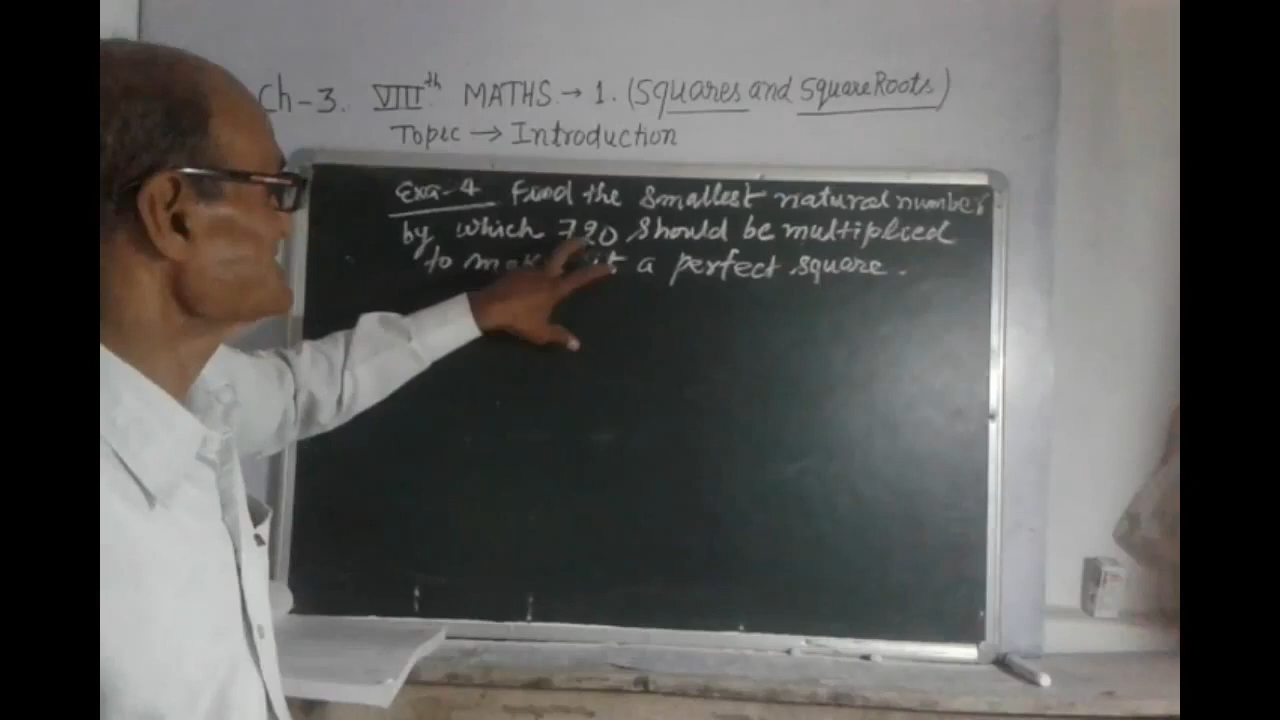 Ch-3. VIIIth MATHS → 1. (Squares and Square Roots)
Topic → Introduction
Exa-4 Find the smallest natural number
by which 720 should be multiplied
to make it a perfect square.